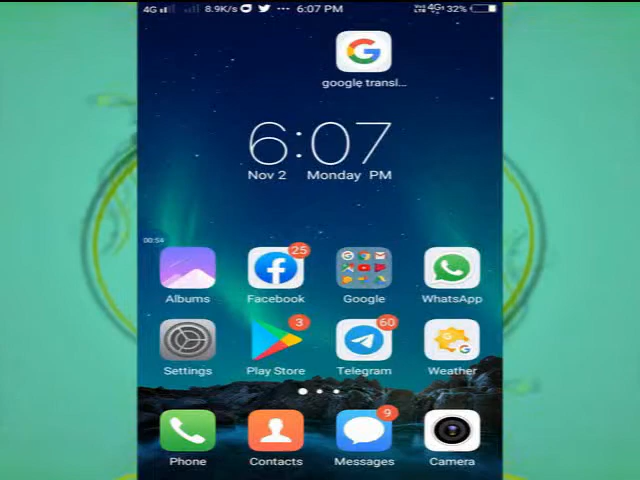 4G 8.9K/s ••• 6:07 PM VoLTE 4G 32%
google transl...
6:07
Nov 2 Monday PM
00:54
25
Albums Facebook Google WhatsApp
3 60
Settings Play Store Telegram Weather
9
Phone Contacts Messages Camera